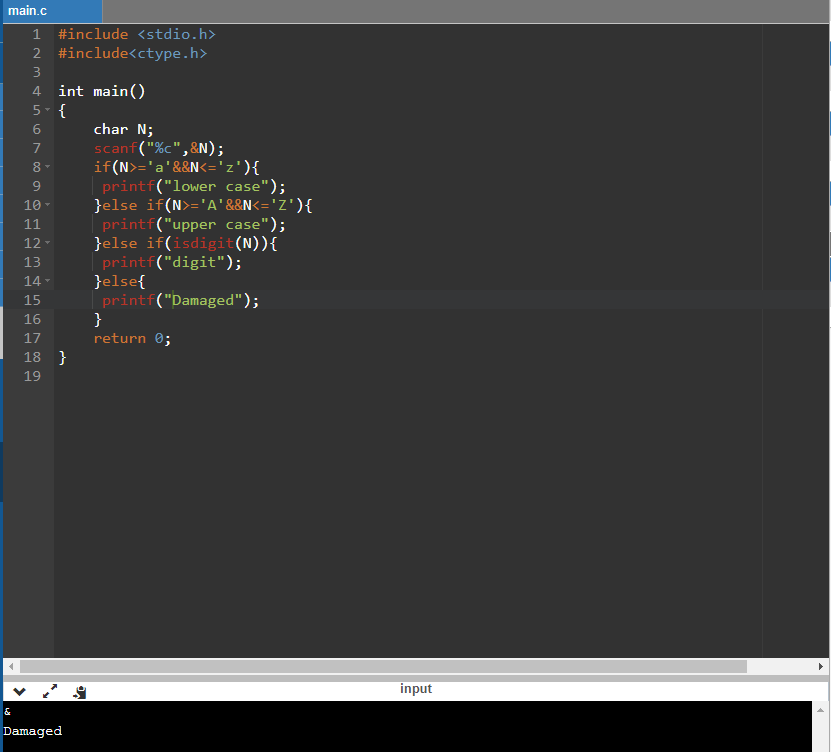 main.c
1 #include <stdio.h>
2 #include<ctype.h>
3
4 int main()
5 {
6     char N;
7     scanf("%c",&N);
8     if(N>='a'&&N<='z'){
9      printf("lower case");
10     }else if(N>='A'&&N<='Z'){
11      printf("upper case");
12     }else if(isdigit(N)){
13      printf("digit");
14     }else{
15      printf("Damaged");
16     }
17     return 0;
18 }
19
input
&
Damaged